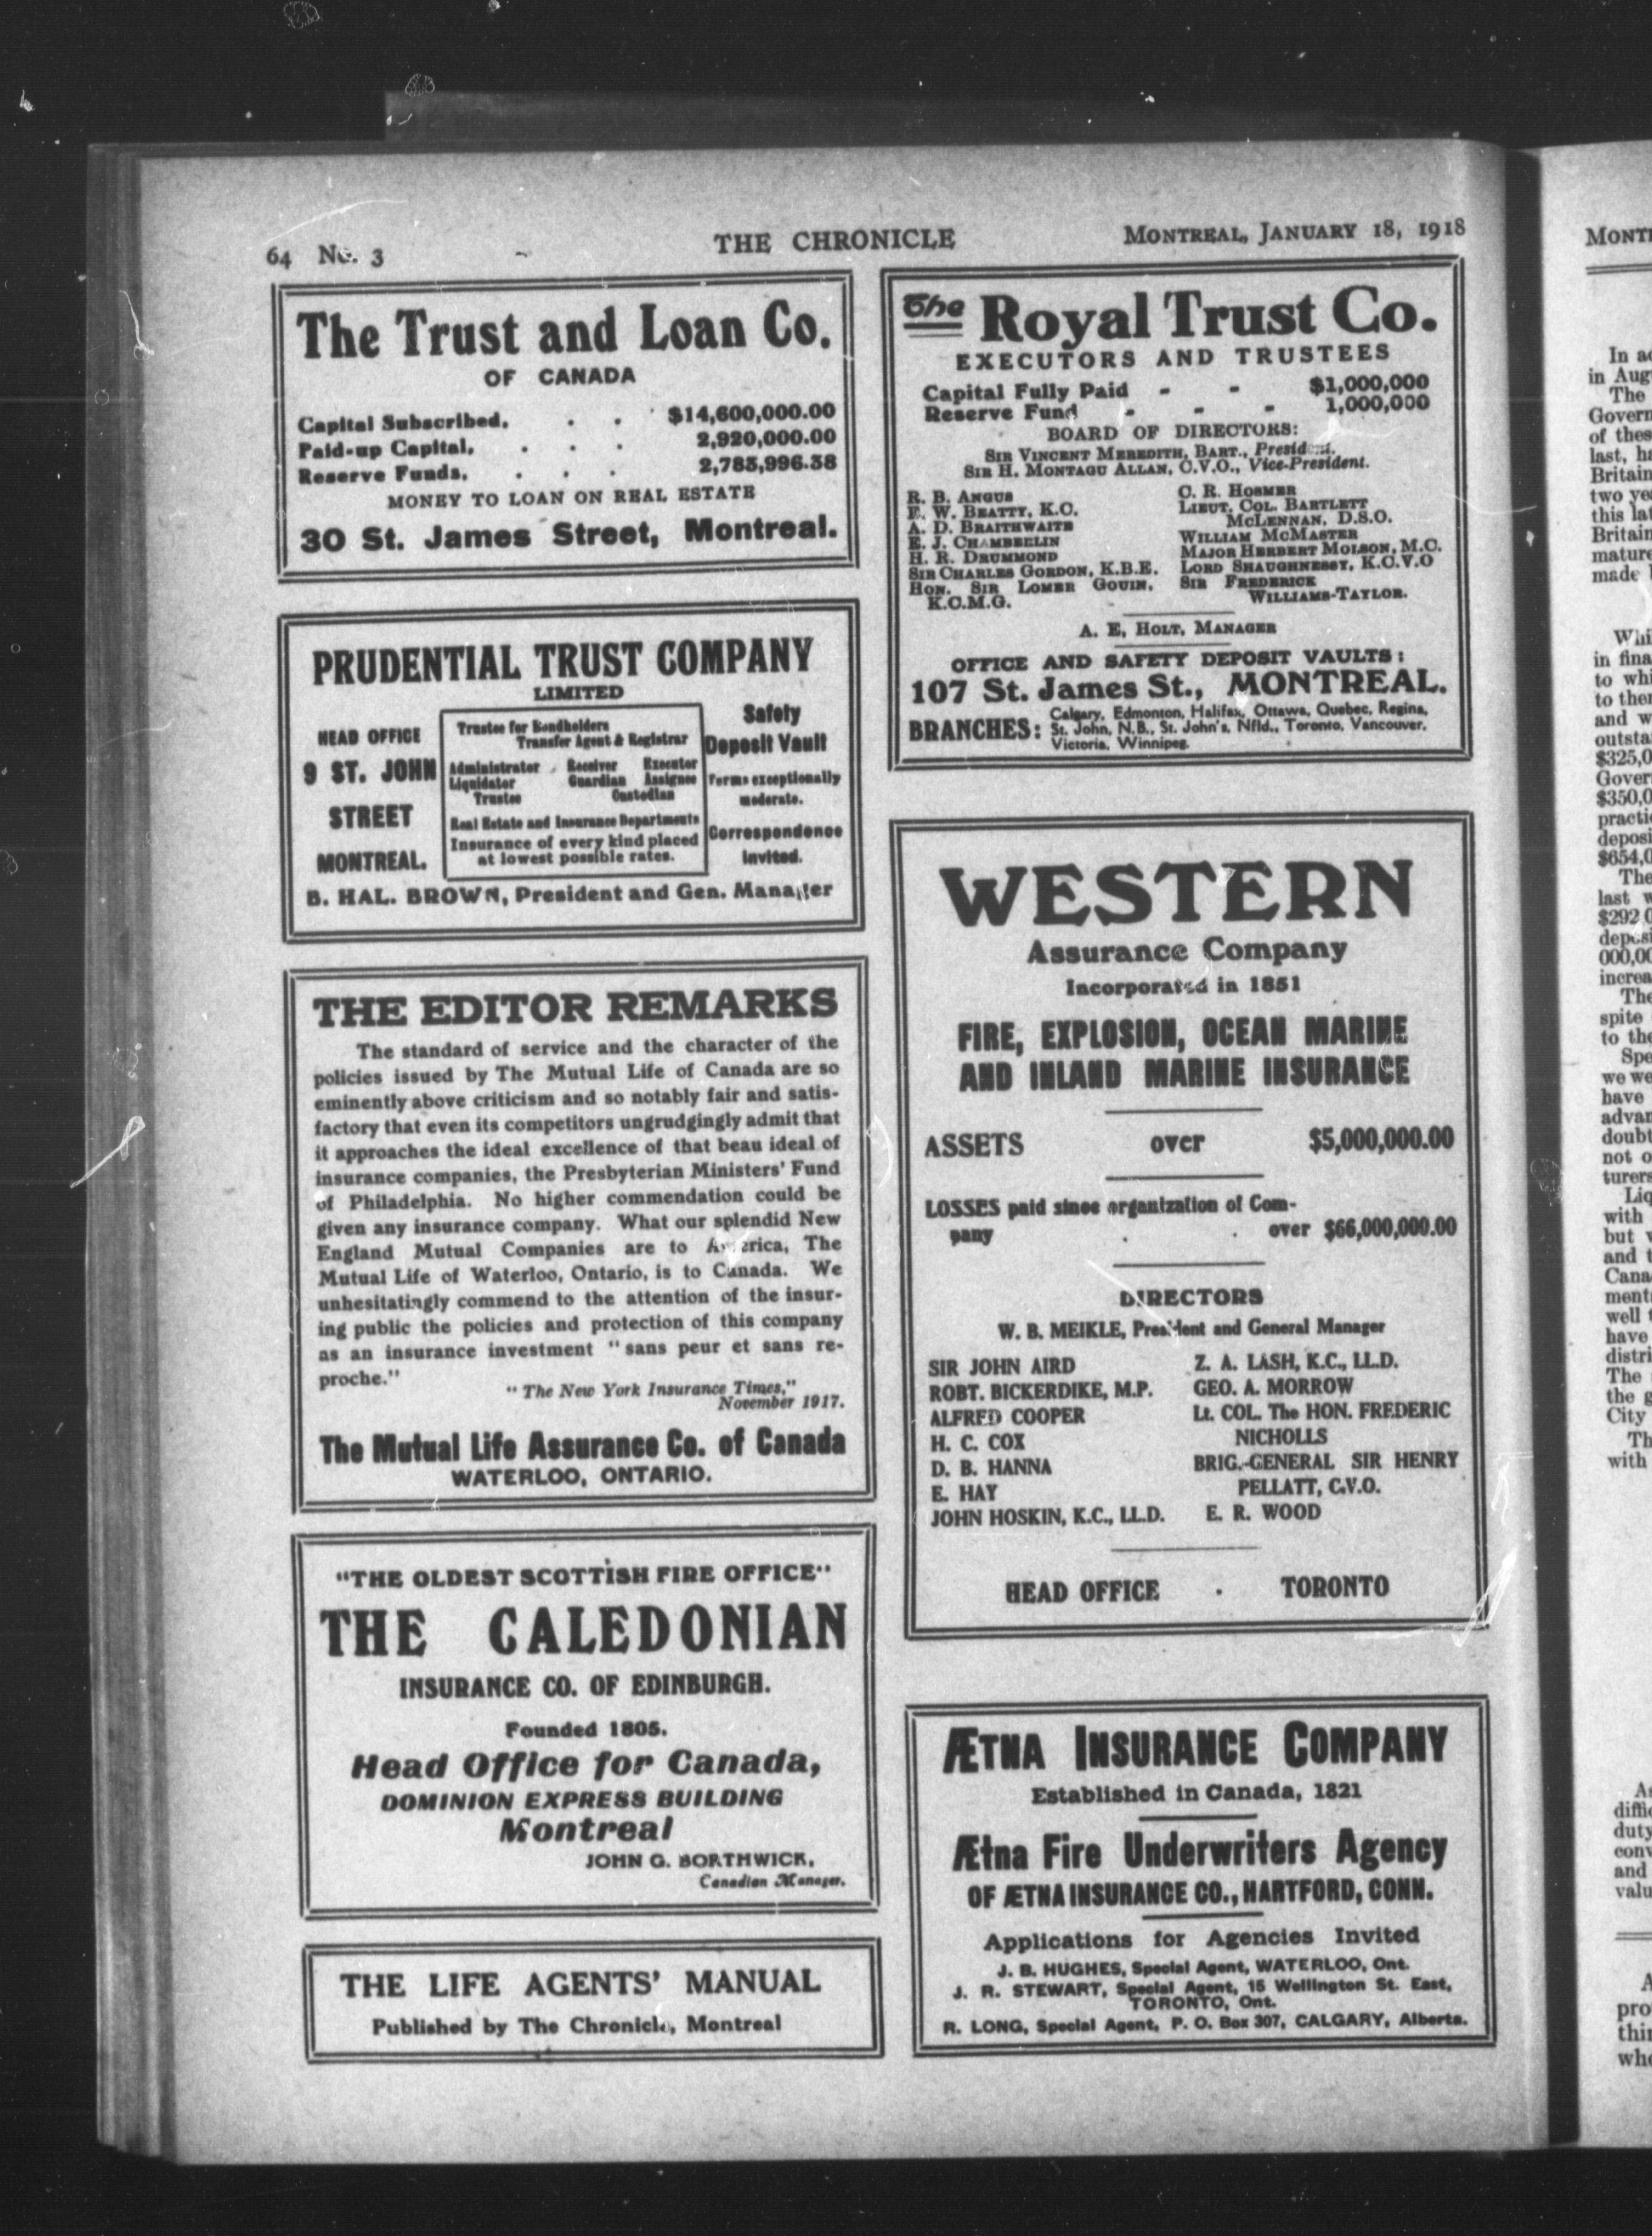 64 No. 3
THE CHRONICLE
MONTREAL, JANUARY 18, 1918
The Trust and Loan Co.
OF CANADA
Capital Subscribed, . . $14,600,000.00
Paid-up Capital, . . . 2,920,000.00
Reserve Funds, . . . 2,783,996.38
MONEY TO LOAN ON REAL ESTATE
30 St. James Street, Montreal.
PRUDENTIAL TRUST COMPANY
LIMITED
HEAD OFFICE
9 ST. JOHN
STREET
MONTREAL.
Trustee for Bondholders
Transfer Agent & Registrar
Administrator Receiver Executor
Liquidator Guardian Assignee
Trustee Custodian
Real Estate and Insurance Departments
Insurance of every kind placed
at lowest possible rates.
Safety
Deposit Vault
Terms exceptionally
moderate.
Correspondence
invited.
B. HAL. BROWN, President and Gen. Manager
THE EDITOR REMARKS
The standard of service and the character of the
policies issued by The Mutual Life of Canada are so
eminently above criticism and so notably fair and satis-
factory that even its competitors ungrudgingly admit that
it approaches the ideal excellence of that beau ideal of
insurance companies, the Presbyterian Ministers' Fund
of Philadelphia. No higher commendation could be
given any insurance company. What our splendid New
England Mutual Companies are to America, The
Mutual Life of Waterloo, Ontario, is to Canada. We
unhesitatingly commend to the attention of the insur-
ing public the policies and protection of this company
as an insurance investment "sans peur et sans re-
proche."
"The New York Insurance Times,"
November 1917.
The Mutual Life Assurance Co. of Canada
WATERLOO, ONTARIO.
"THE OLDEST SCOTTISH FIRE OFFICE"
THE CALEDONIAN
INSURANCE CO. OF EDINBURGH.
Founded 1805.
Head Office for Canada,
DOMINION EXPRESS BUILDING
Montreal
JOHN G. BORTHWICK,
Canadian Manager.
THE LIFE AGENTS' MANUAL
Published by The Chronicle, Montreal
The Royal Trust Co.
EXECUTORS AND TRUSTEES
Capital Fully Paid - - $1,000,000
Reserve Fund - - - 1,000,000
BOARD OF DIRECTORS:
SIR VINCENT MEREDITH, BART., President.
SIR H. MONTAGU ALLAN, C.V.O., Vice-President.
R. B. ANGUS
E. W. BEATTY, K.C.
A. D. BRAITHWAITE
E. J. CHAMBERLIN
H. R. DRUMMOND
SIR CHARLES GORDON, K.B.E.
HON. SIR LOMER GOUIN,
K.C.M.G.
C. R. HOSMER
LIEUT. COL. BARTLETT
MCLENNAN, D.S.O.
WILLIAM MCMASTER
MAJOR HERBERT MOLSON, M.C.
LORD SHAUGHNESSY, K.C.V.O
SIR FREDERICK
WILLIAMS-TAYLOR.
A. E. HOLT, MANAGER
OFFICE AND SAFETY DEPOSIT VAULTS:
107 St. James St., MONTREAL.
BRANCHES: Calgary, Edmonton, Halifax, Ottawa, Quebec, Regina,
St. John, N.B., St. John's, Nfld., Toronto, Vancouver,
Victoria, Winnipeg.
WESTERN
Assurance Company
Incorporated in 1851
FIRE, EXPLOSION, OCEAN MARINE
AND INLAND MARINE INSURANCE
ASSETS over $5,000,000.00
LOSSES paid since organization of Com-
pany . . over $66,000,000.00
DIRECTORS
W. B. MEIKLE, President and General Manager
SIR JOHN AIRD
ROBT. BICKERDIKE, M.P.
ALFRED COOPER
H. C. COX
D. B. HANNA
E. HAY
JOHN HOSKIN, K.C., LL.D.
Z. A. LASH, K.C., LL.D.
GEO. A. MORROW
Lt. COL. The HON. FREDERIC
NICHOLLS
BRIG.-GENERAL SIR HENRY
PELLATT, C.V.O.
E. R. WOOD
HEAD OFFICE . TORONTO
ÆTNA INSURANCE COMPANY
Established in Canada, 1821
Ætna Fire Underwriters Agency
OF ÆTNA INSURANCE CO., HARTFORD, CONN.
Applications for Agencies Invited
J. B. HUGHES, Special Agent, WATERLOO, Ont.
J. R. STEWART, Special Agent, 15 Wellington St. East,
TORONTO, Ont.
R. LONG, Special Agent, P. O. Box 307, CALGARY, Alberta.